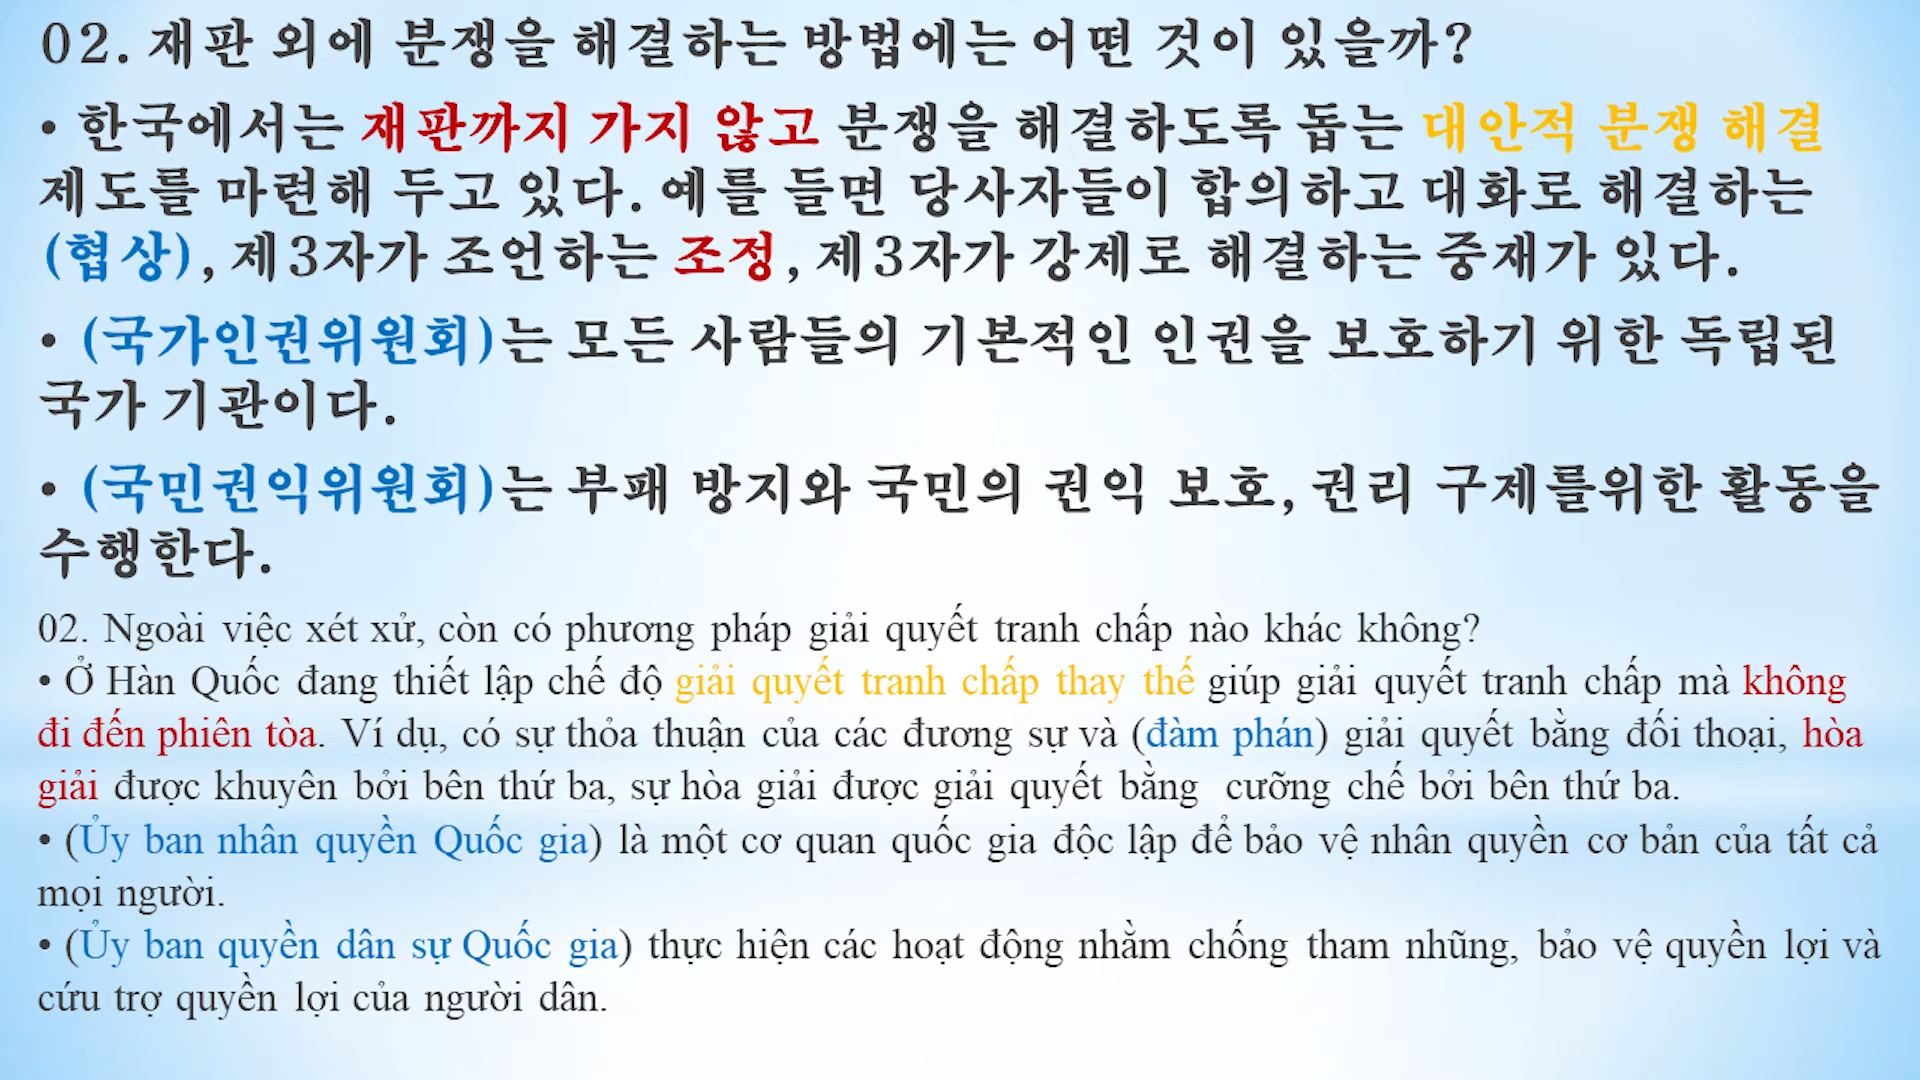 02. 재판 외에 분쟁을 해결하는 방법에는 어떤 것이 있을까?
• 한국에서는 재판까지 가지 않고 분쟁을 해결하도록 돕는 대안적 분쟁 해결
제도를 마련해 두고 있다. 예를 들면 당사자들이 합의하고 대화로 해결하는
(협상), 제3자가 조언하는 조정, 제3자가 강제로 해결하는 중재가 있다.
• (국가인권위원회)는 모든 사람들의 기본적인 인권을 보호하기 위한 독립된
국가 기관이다.
• (국민권익위원회)는 부패 방지와 국민의 권익 보호, 권리 구제를위한 활동을
수행한다.
02. Ngoài việc xét xử, còn có phương pháp giải quyết tranh chấp nào khác không?
• Ở Hàn Quốc đang thiết lập chế độ giải quyết tranh chấp thay thế giúp giải quyết tranh chấp mà không
đi đến phiên tòa. Ví dụ, có sự thỏa thuận của các đương sự và (đàm phán) giải quyết bằng đối thoại, hòa
giải được khuyên bởi bên thứ ba, sự hòa giải được giải quyết bằng cưỡng chế bởi bên thứ ba.
• (Ủy ban nhân quyền Quốc gia) là một cơ quan quốc gia độc lập để bảo vệ nhân quyền cơ bản của tất cả
mọi người.
• (Ủy ban quyền dân sự Quốc gia) thực hiện các hoạt động nhằm chống tham nhũng, bảo vệ quyền lợi và
cứu trợ quyền lợi của người dân.